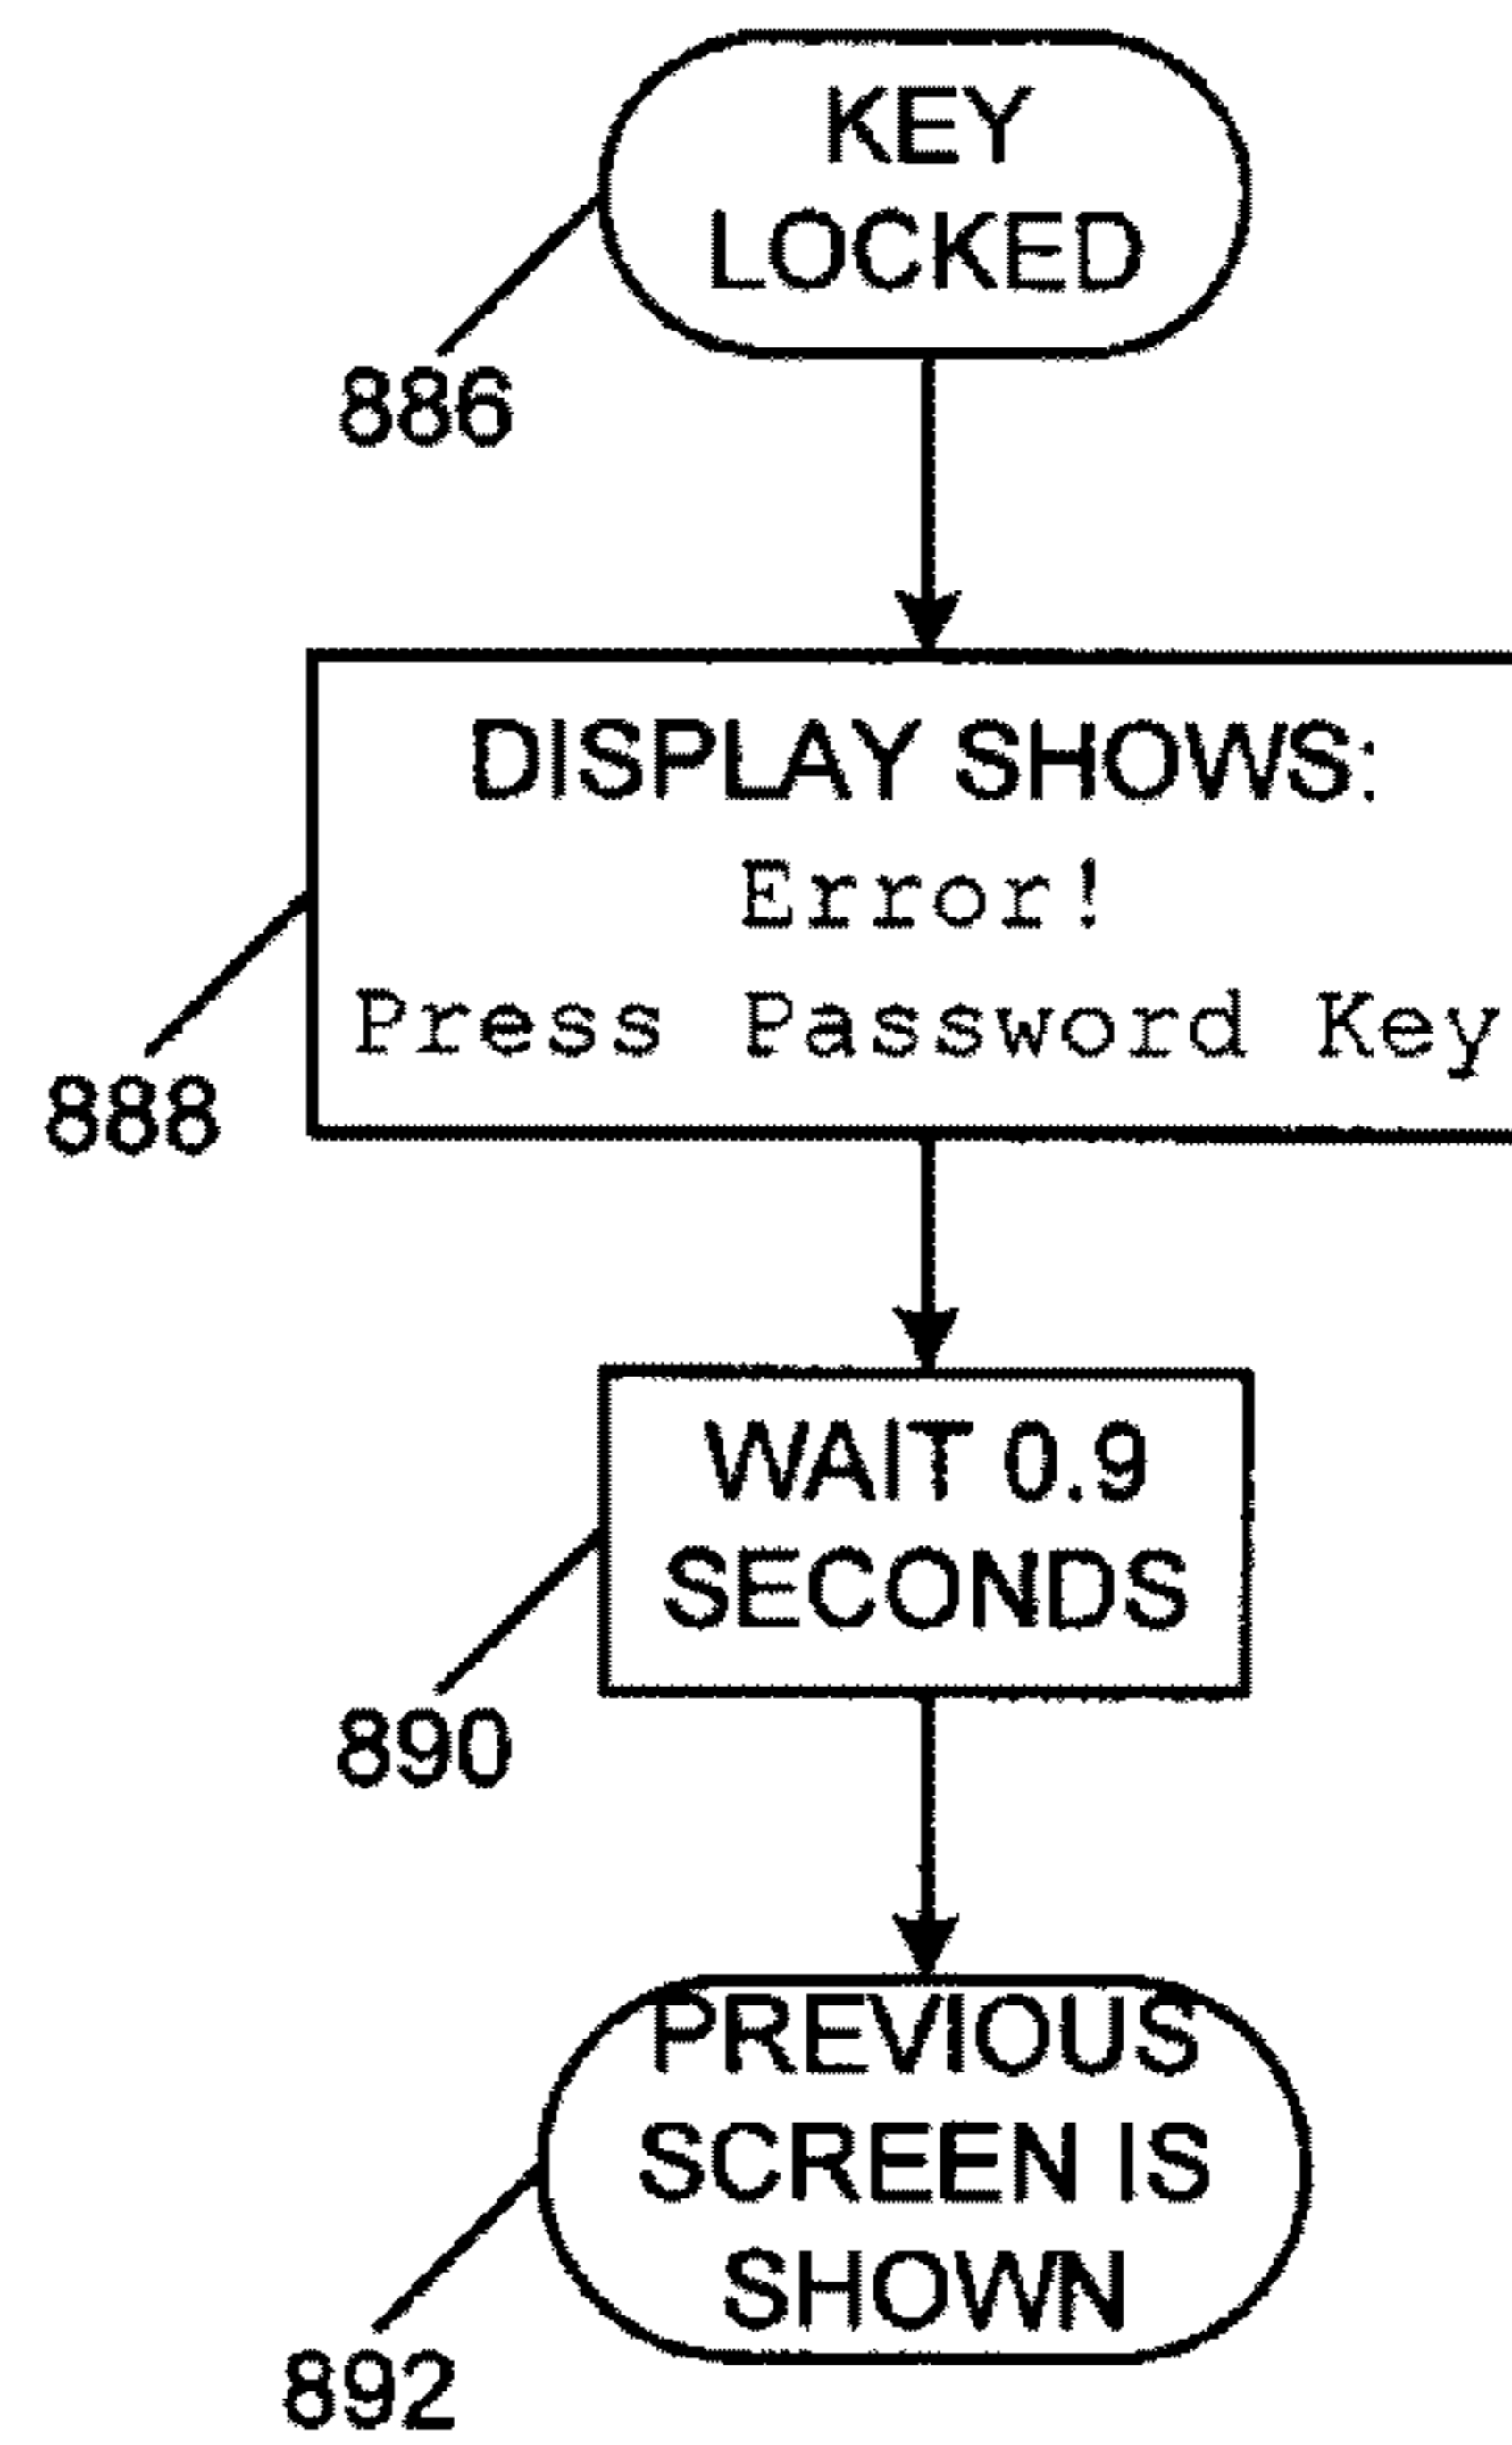 KEY
LOCKED
886
DISPLAY SHOWS:
Error!
Press Password Key
888
WAIT 0.9
SECONDS
890
PREVIOUS
SCREEN IS
SHOWN
892